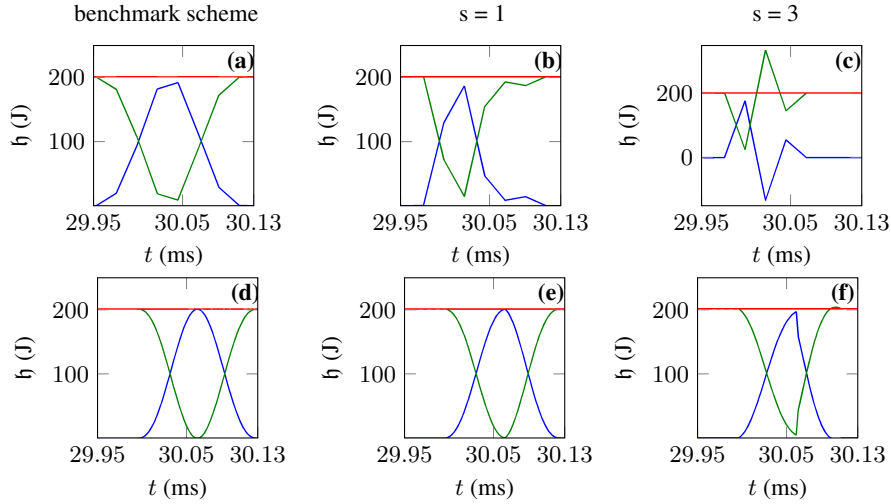 benchmark scheme s = 1 s = 3
(a) (b) (c)
200 200 200
100 100 0
𝔥 (J) 𝔥 (J) 𝔥 (J)
29.95 30.05 30.13 29.95 30.05 30.13 29.95 30.05 30.13
t (ms) t (ms) t (ms)
(d) (e) (f)
200 200 200
100 100 100
𝔥 (J) 𝔥 (J) 𝔥 (J)
29.95 30.05 30.13 29.95 30.05 30.13 29.95 30.05 30.13
t (ms) t (ms) t (ms)